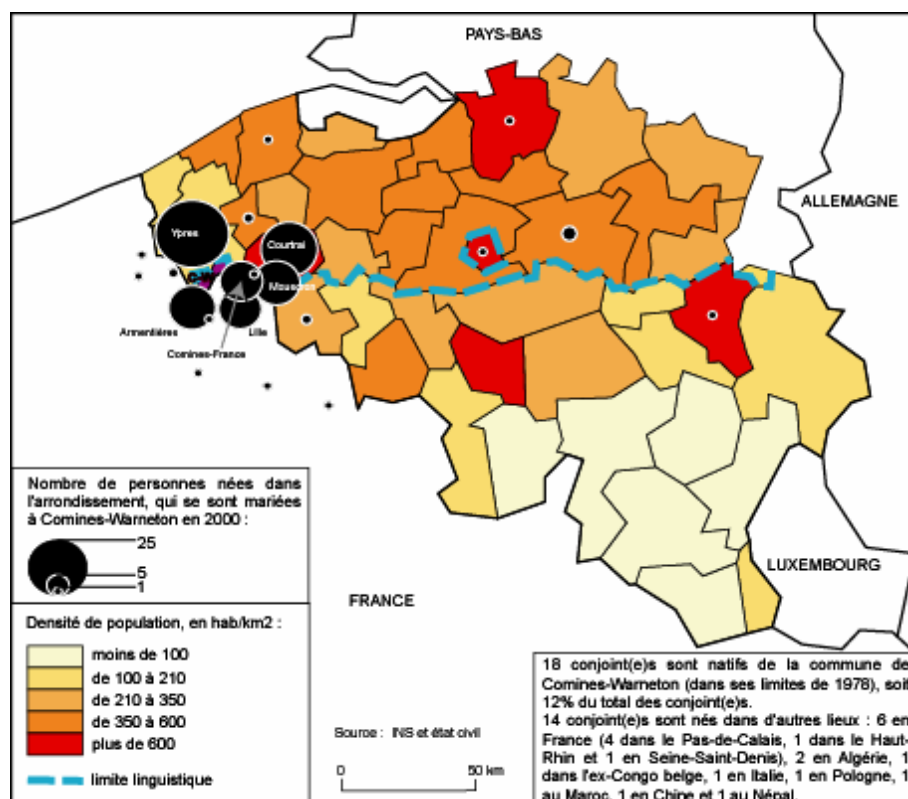 PAYS-BAS
ALLEMAGNE
Ypres
Courtrai
Mouscron
Armentières
Lille
Comines-France
Nombre de personnes nées dans
l'arrondissement, qui se sont mariées
à Comines-Warneton en 2000 :
25
5
1
LUXEMBOURG
FRANCE
Densité de population, en hab/km2 :
moins de 100
de 100 à 210
de 210 à 350
de 350 à 600
plus de 600
limite linguistique
Source : INS et état civil
0 50 km
18 conjoint(e)s sont natifs de la commune de
Comines-Warneton (dans ses limites de 1978), soit
12% du total des conjoint(e)s.
14 conjoint(e)s sont nés dans d'autres lieux : 6 en
France (4 dans le Pas-de-Calais, 1 dans le Haut-
Rhin et 1 en Seine-Saint-Denis), 2 en Algérie, 1
dans l'ex-Congo belge, 1 en Italie, 1 en Pologne, 1
au Maroc, 1 en Chine et 1 au Népal.